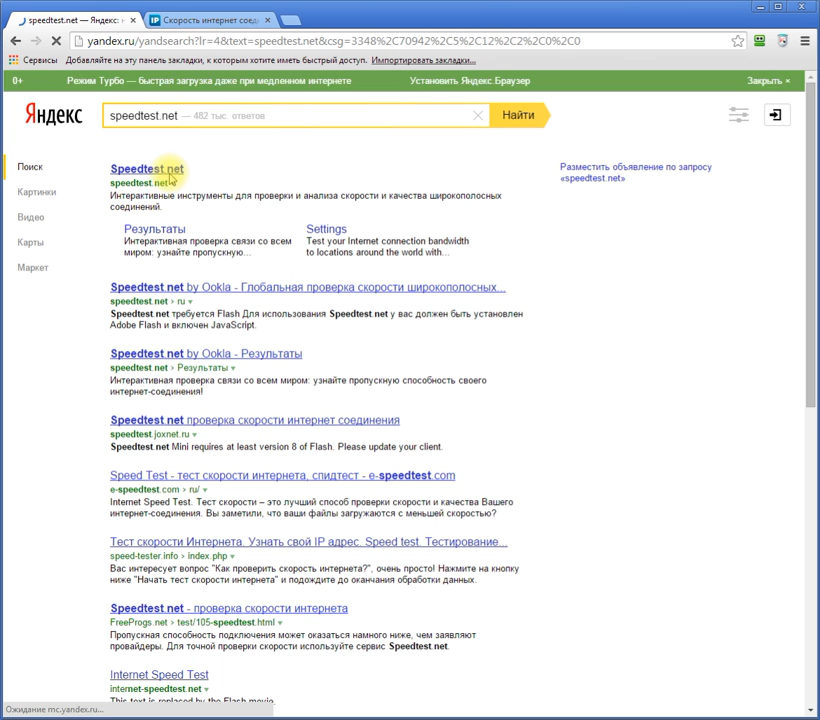 speedtest.net — Яндекс: н
IP Скорость интернет соед
yandex.ru/yandsearch?lr=4&text=speedtest.net&csg=3348%2C70942%2C5%2C12%2C2%2C0%2C0
Сервисы Добавляйте на эту панель закладки, к которым хотите иметь быстрый доступ. Импортировать закладки...
0+ Режим Турбо — быстрая загрузка даже при медленном интернете Установить Яндекс.Браузер Закрыть ×
Яндекс speedtest.net — 482 тыс. ответов Найти
Поиск
Картинки
Видео
Карты
Маркет
Speedtest.net
speedtest.net
Интерактивные инструменты для проверки и анализа скорости и качества широкополосных
соединений.
Результаты
Интерактивная проверка связи со всем
миром: узнайте пропускную...
Settings
Test your Internet connection bandwidth
to locations around the world with...
Speedtest.net by Ookla - Глобальная проверка скорости широкополосных...
speedtest.net › ru
Speedtest.net требуется Flash Для использования Speedtest.net у вас должен быть установлен
Adobe Flash и включен JavaScript.
Speedtest.net by Ookla - Результаты
speedtest.net › Результаты
Интерактивная проверка связи со всем миром: узнайте пропускную способность своего
интернет-соединения!
Speedtest.net проверка скорости интернет соединения
speedtest.joxnet.ru
Speedtest.net Mini requires at least version 8 of Flash. Please update your client.
Speed Test - тест скорости интернета, спидтест - e-speedtest.com
e-speedtest.com › ru/
Internet Speed Test. Тест скорости – это лучший способ проверки скорости и качества Вашего
интернет-соединения. Вы заметили, что ваши файлы загружаются с меньшей скоростью?
Тест скорости Интернета. Узнать свой IP адрес. Speed test. Тестирование...
speed-tester.info › index.php
Вас интересует вопрос "Как проверить скорость интернета?", очень просто! Нажмите на кнопку
ниже "Начать тест скорости интернета" и подождите до оканчания обработки данных.
Speedtest.net - проверка скорости интернета
FreeProgs.net › test/105-speedtest.html
Пропускная способность подключения может оказаться намного ниже, чем заявляют
провайдеры. Для точной проверки скорости используйте сервис Speedtest.net.
Internet Speed Test
internet-speedtest.net
This text is replaced by the Flash movie.
Разместить объявление по запросу
«speedtest.net»
Ожидание mc.yandex.ru...